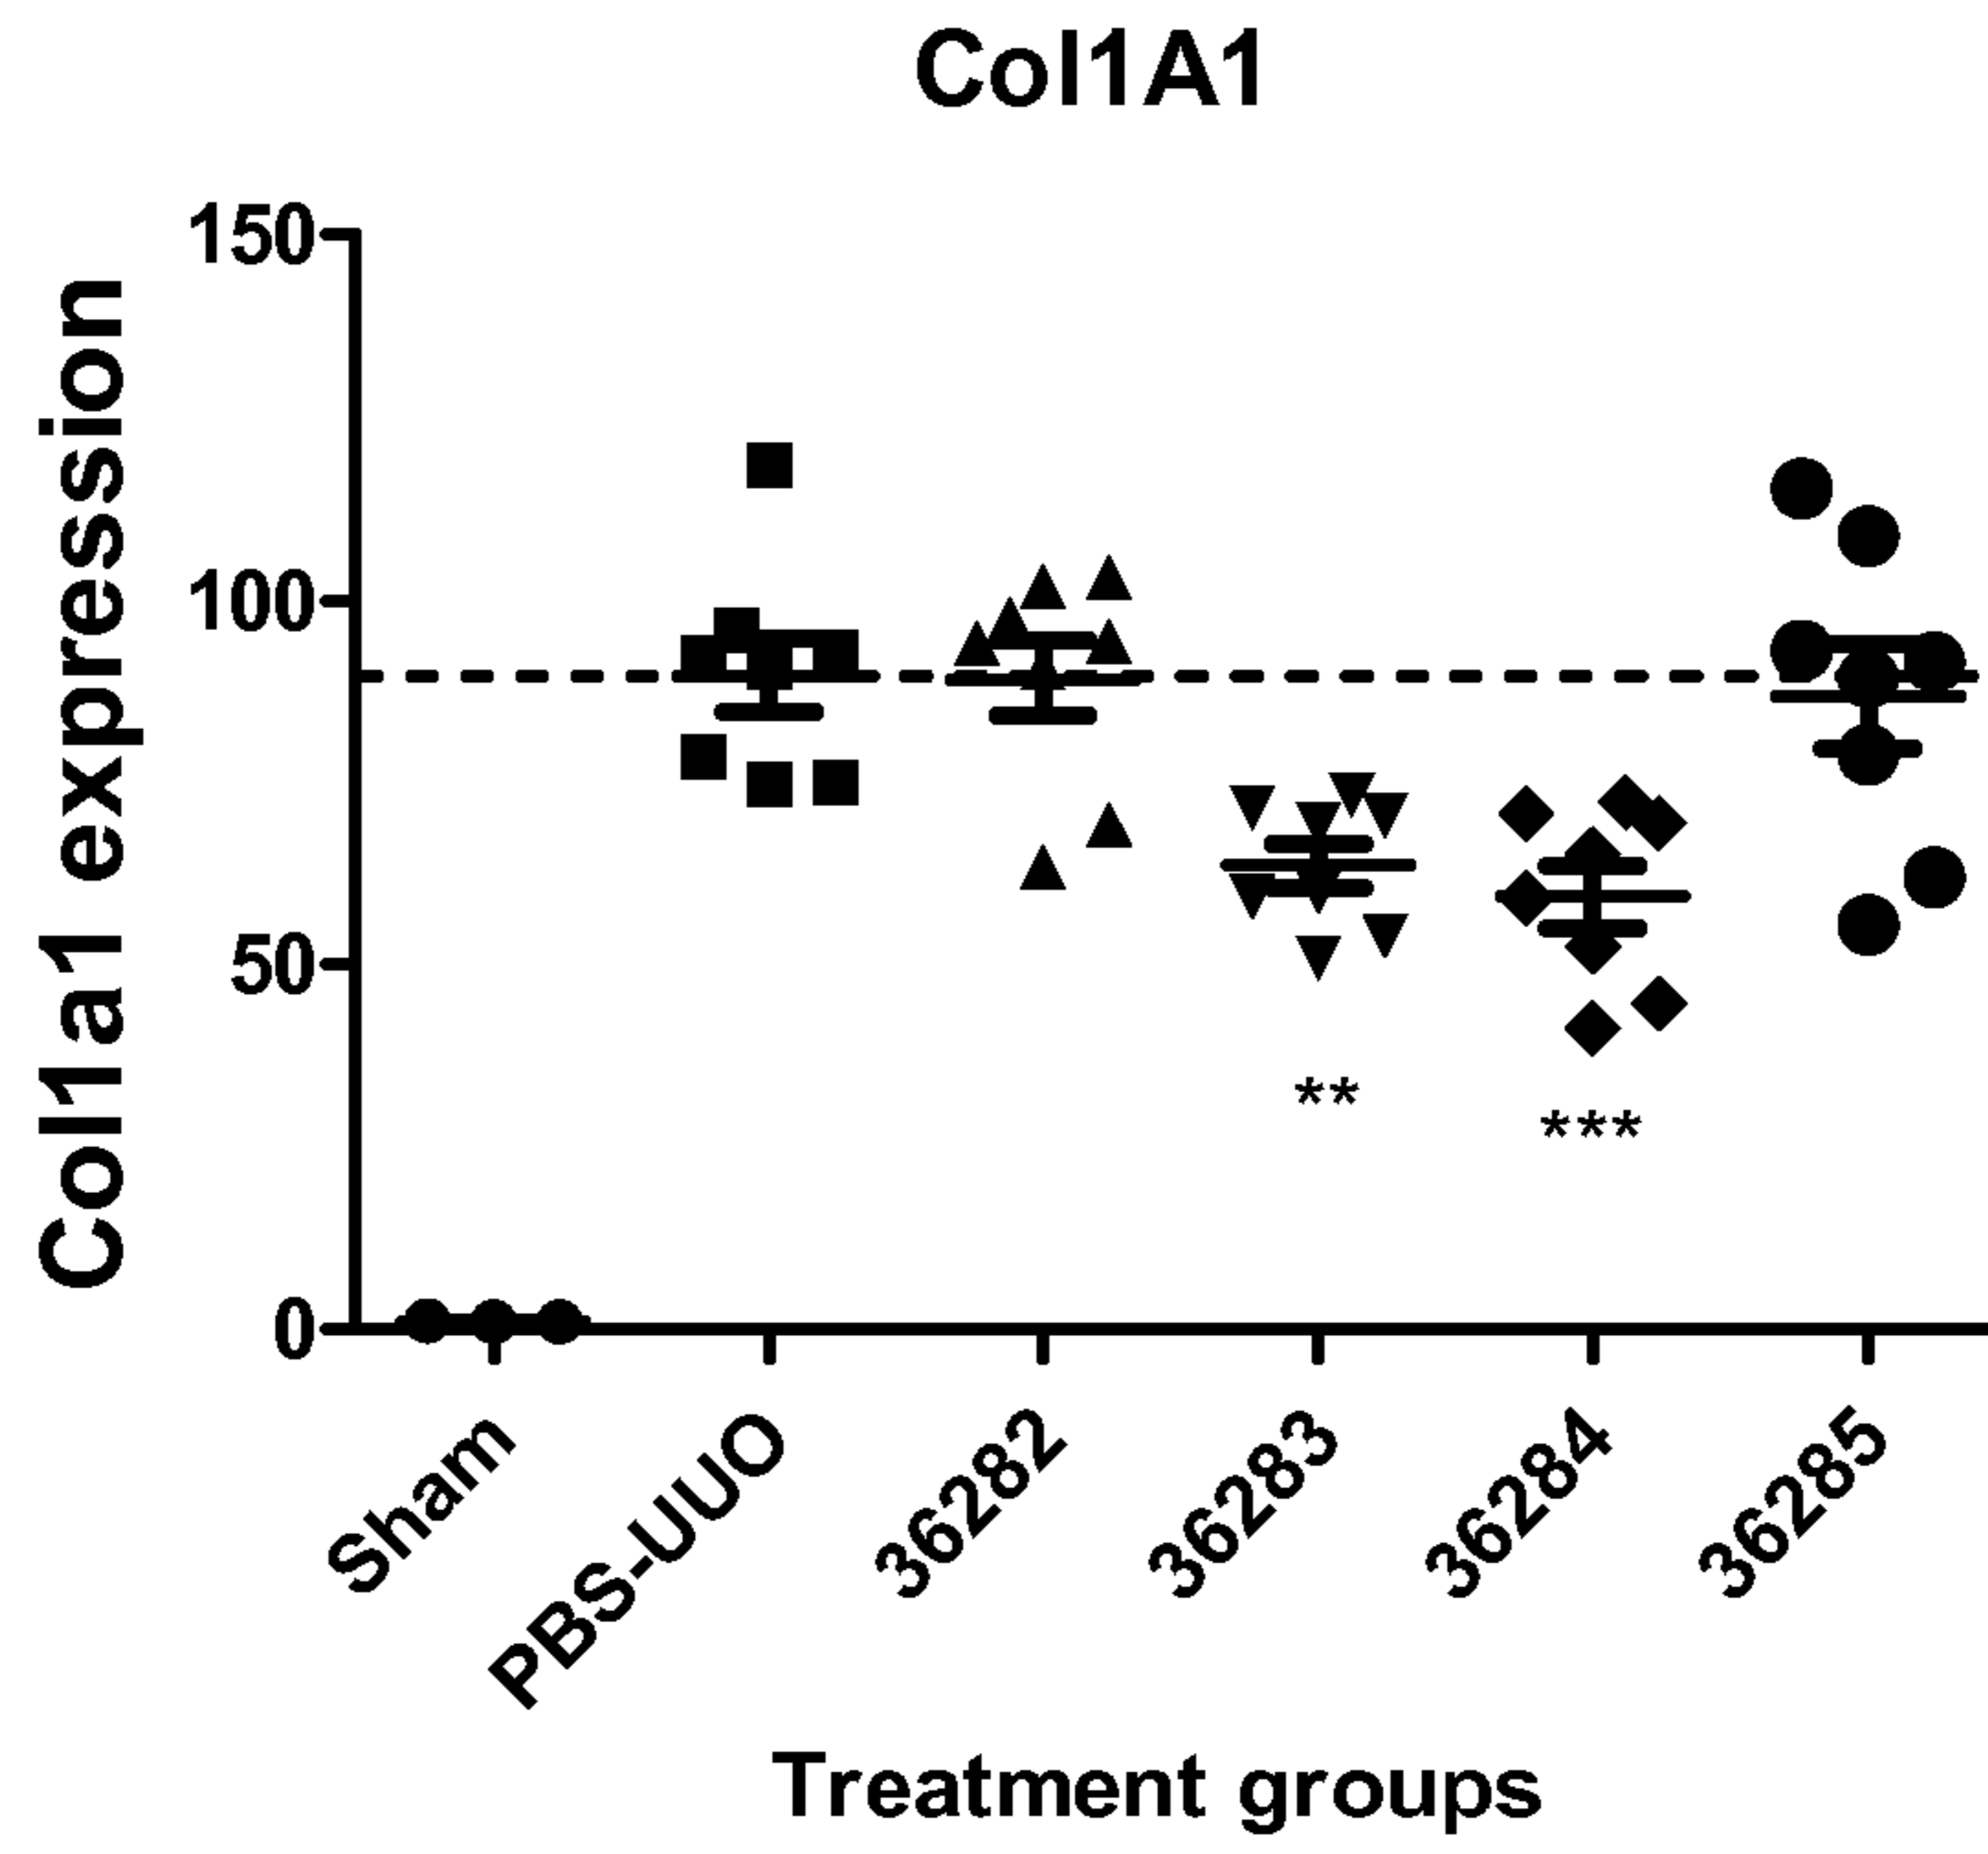 Col1A1
Col1a1 expression
150
100
50
0
**
***
Sham
PBS-UUO
36282
36283
36284
36285
Treatment groups